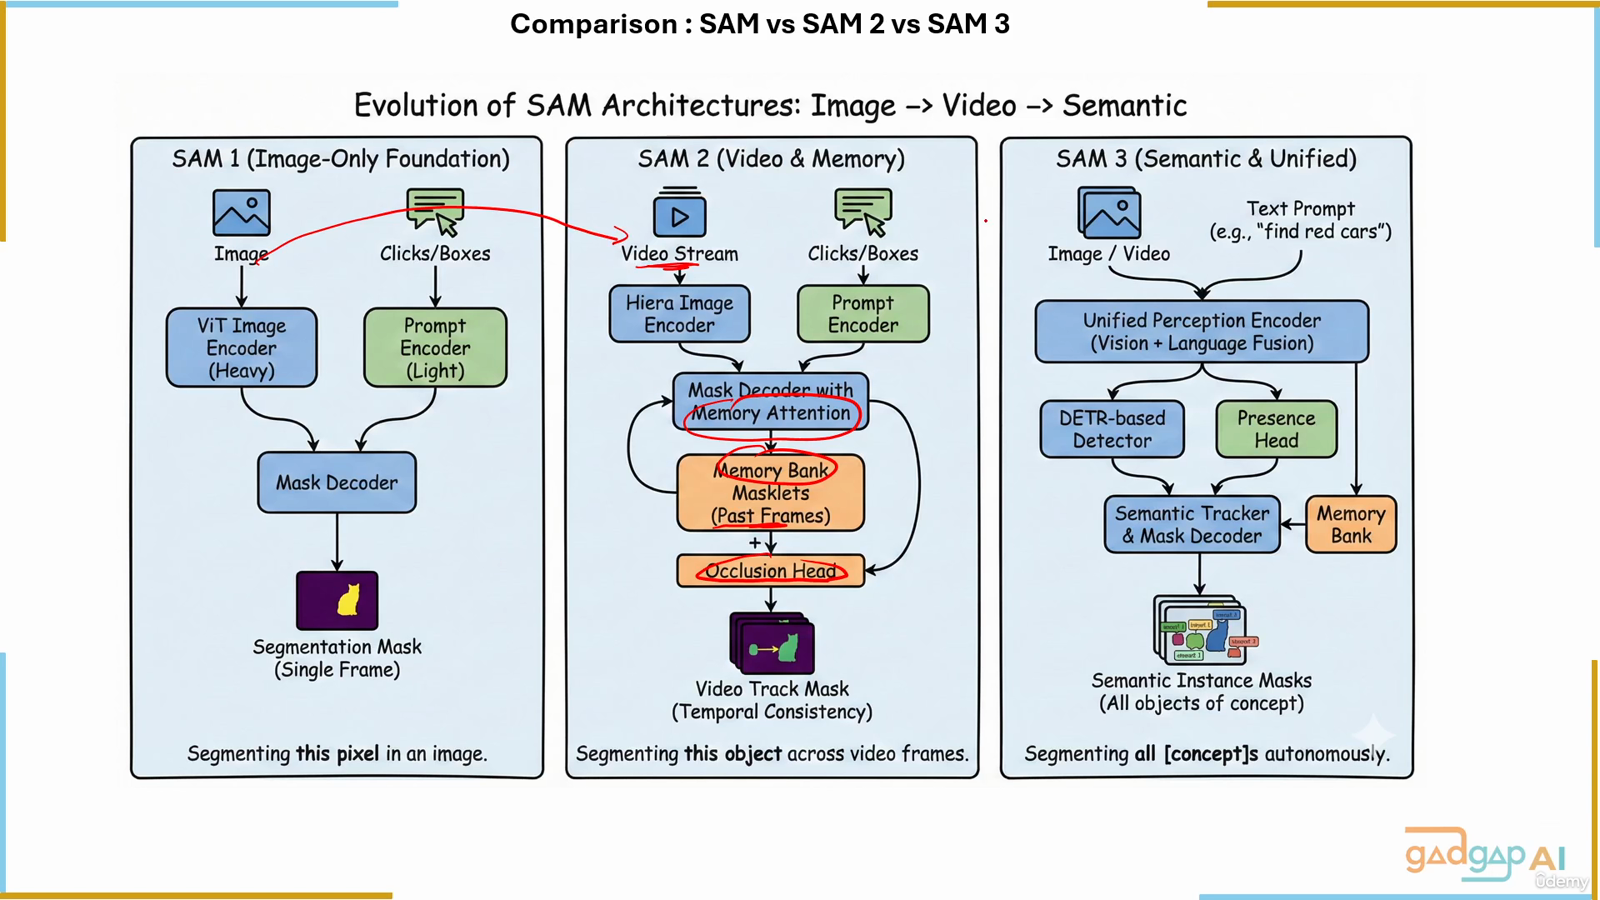 Comparison : SAM vs SAM 2 vs SAM 3
Evolution of SAM Architectures: Image –> Video –> Semantic
SAM 1 (Image-Only Foundation)
Image
Clicks/Boxes
ViT Image
Encoder
(Heavy)
Prompt
Encoder
(Light)
Mask Decoder
Segmentation Mask
(Single Frame)
Segmenting this pixel in an image.
SAM 2 (Video & Memory)
Video Stream
Clicks/Boxes
Hiera Image
Encoder
Prompt
Encoder
Mask Decoder with
Memory Attention
Memory Bank
Masklets
(Past Frames)
+
Occlusion Head
Video Track Mask
(Temporal Consistency)
Segmenting this object across video frames.
SAM 3 (Semantic & Unified)
Image / Video
Text Prompt
(e.g., “find red cars”)
Unified Perception Encoder
(Vision + Language Fusion)
DETR-based
Detector
Presence
Head
Semantic Tracker
& Mask Decoder
Memory
Bank
Semantic Instance Masks
(All objects of concept)
Segmenting all [concept]s autonomously.
gadgap AI
ûdemy